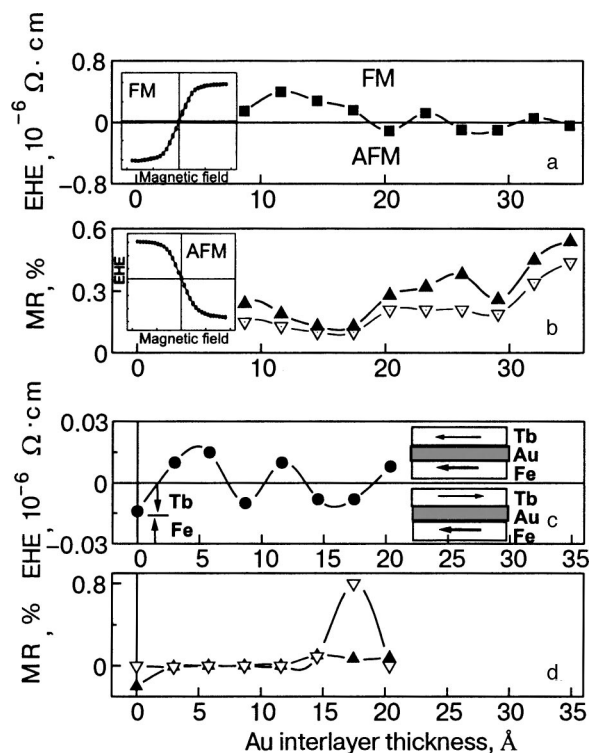 EHE, 10⁻⁶ Ω · cm
0.8
0
−0.8
FM
Magnetic field
FM
AFM
a
0 10 20 30
MR, %
0.6
0.3
0
EHE
AFM
Magnetic field
b
0 10 20 30
EHE, 10⁻⁶ Ω ·cm
0.03
0
−0.03
Tb
Fe
Tb
Au
Fe
Tb
Au
Fe
c
0 5 10 15 20 25 30 35
MR , %
0.8
0
d
0 5 10 15 20 25 30 35
Au interlayer thickness, Å